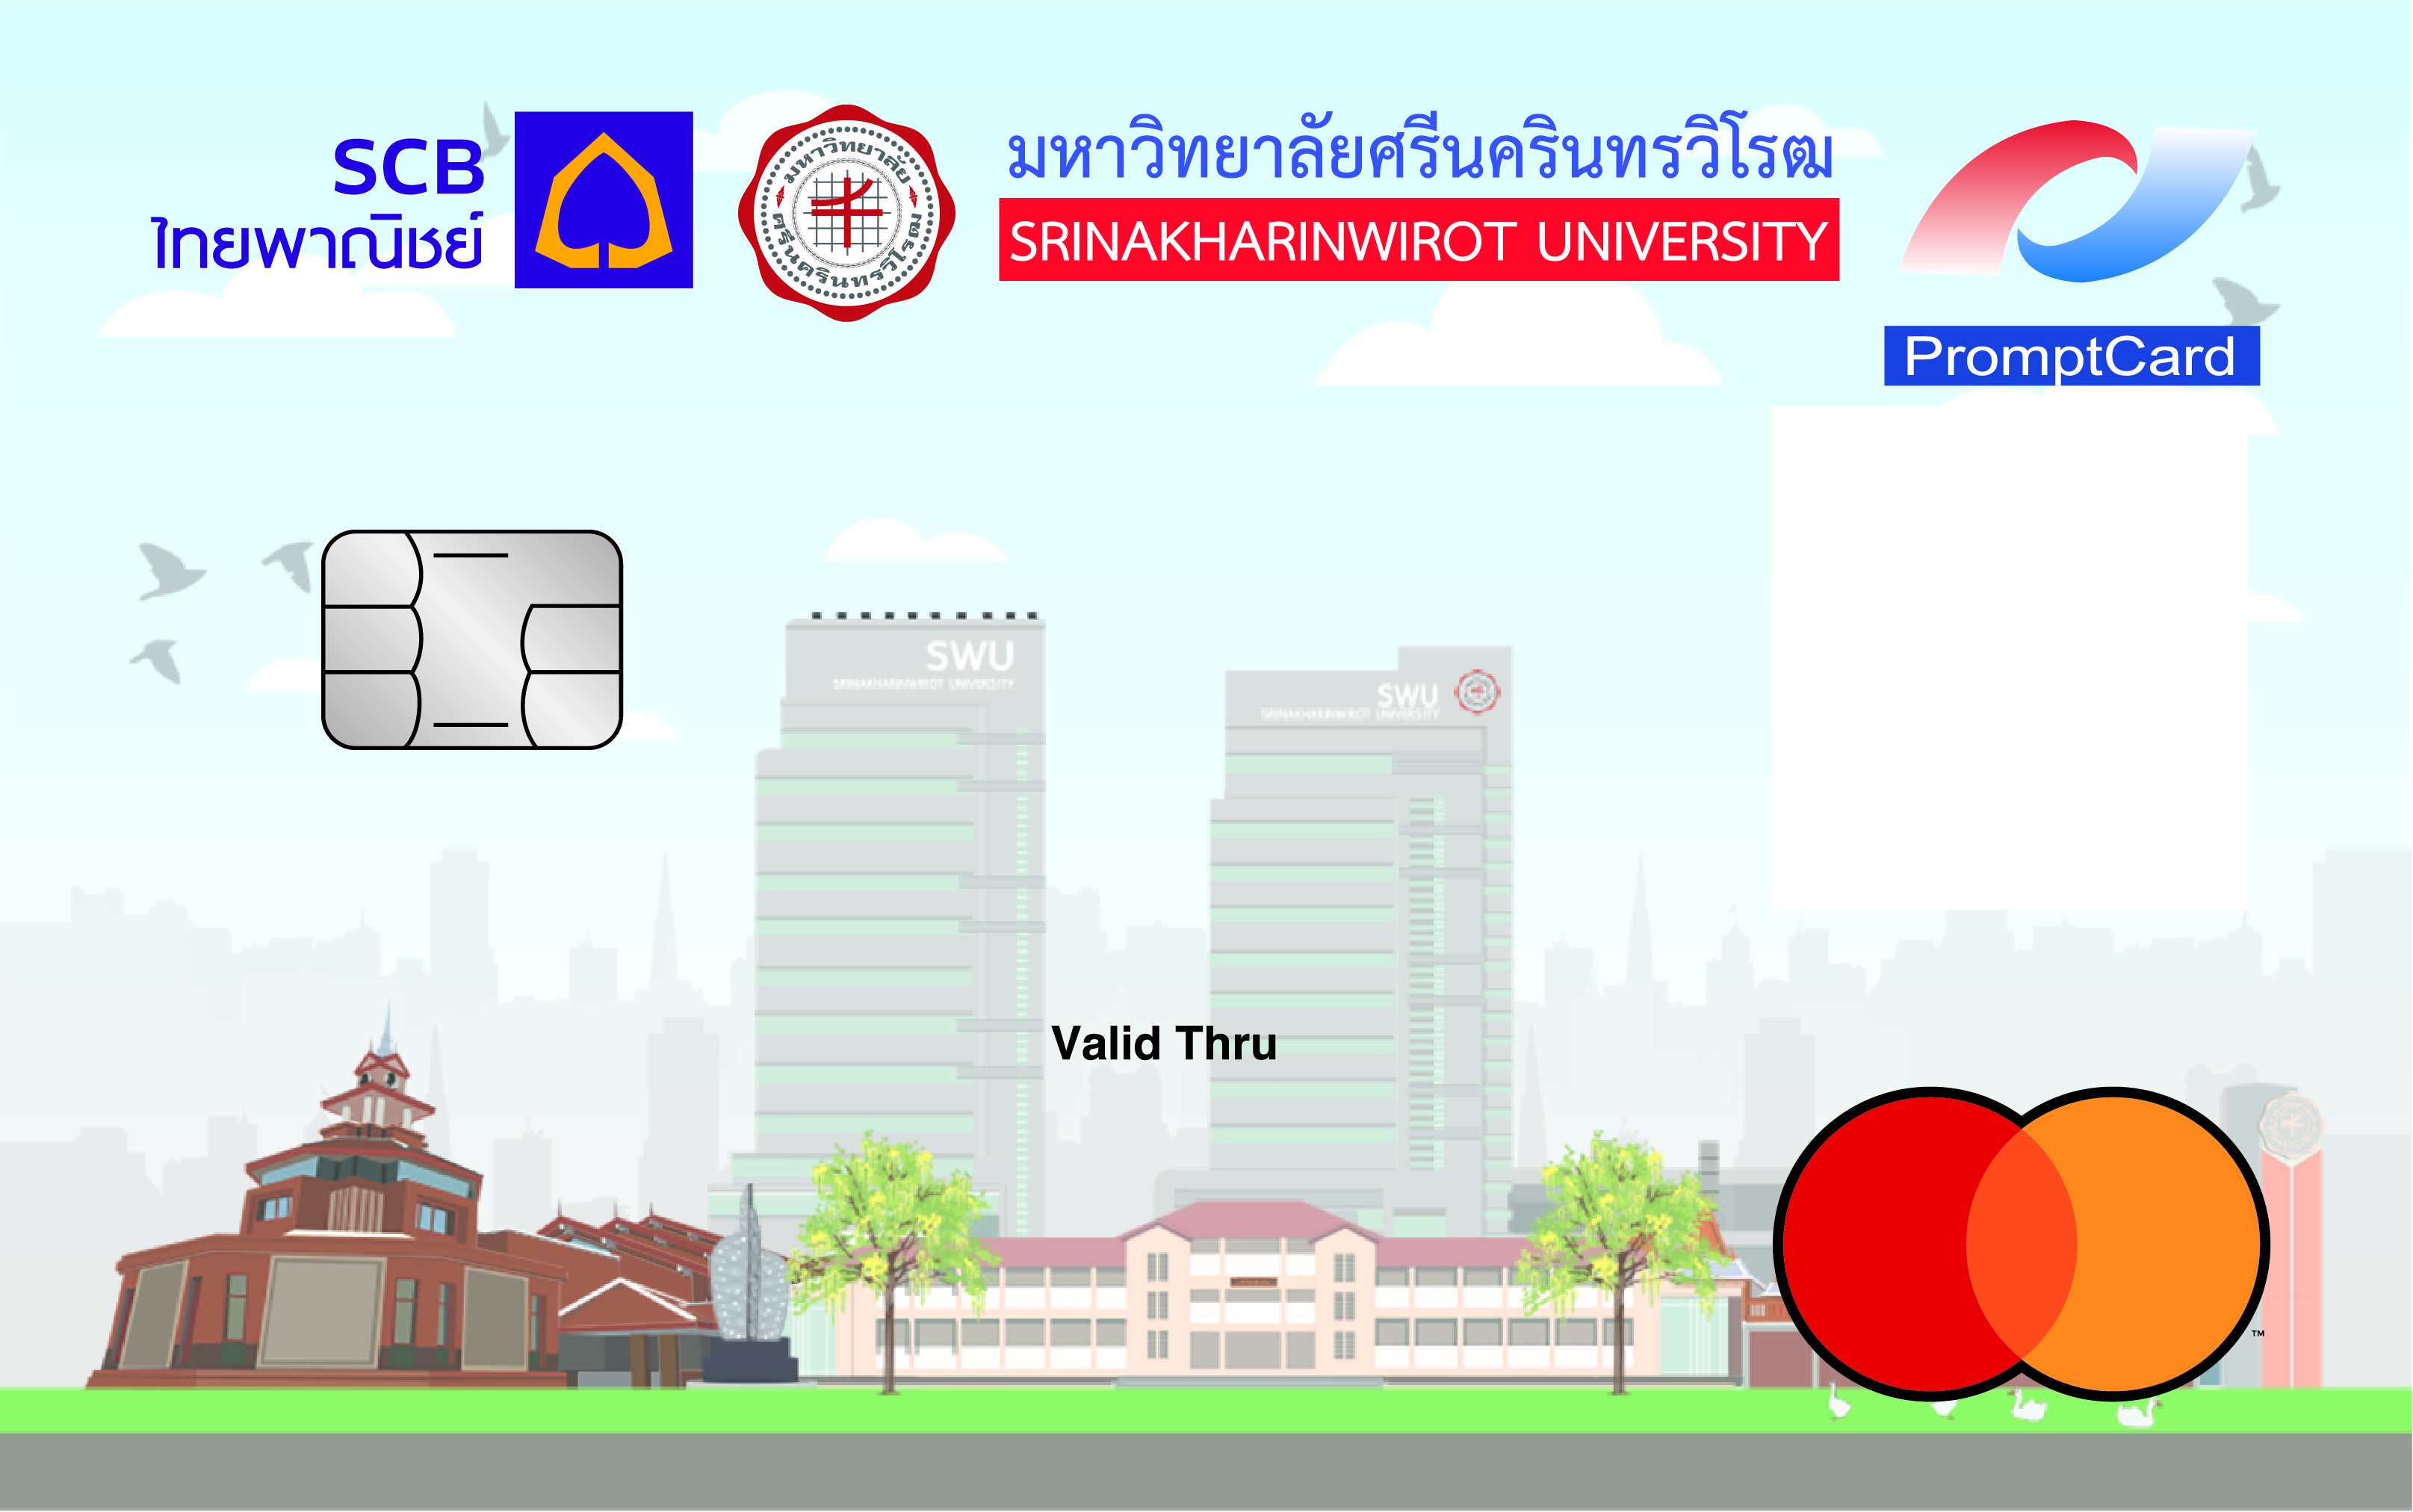 SCB
ไทยพาณิชย์
มหาวิทยาลัย
ศรีนครินทรวิโรฒ
มหาวิทยาลัยศรีนครินทรวิโรฒ
SRINAKHARINWIROT UNIVERSITY
PromptCard
SWU
SRINAKHARINWIROT UNIVERSITY
SWU
SRINAKHARINWIROT UNIVERSITY
Valid Thru
TM